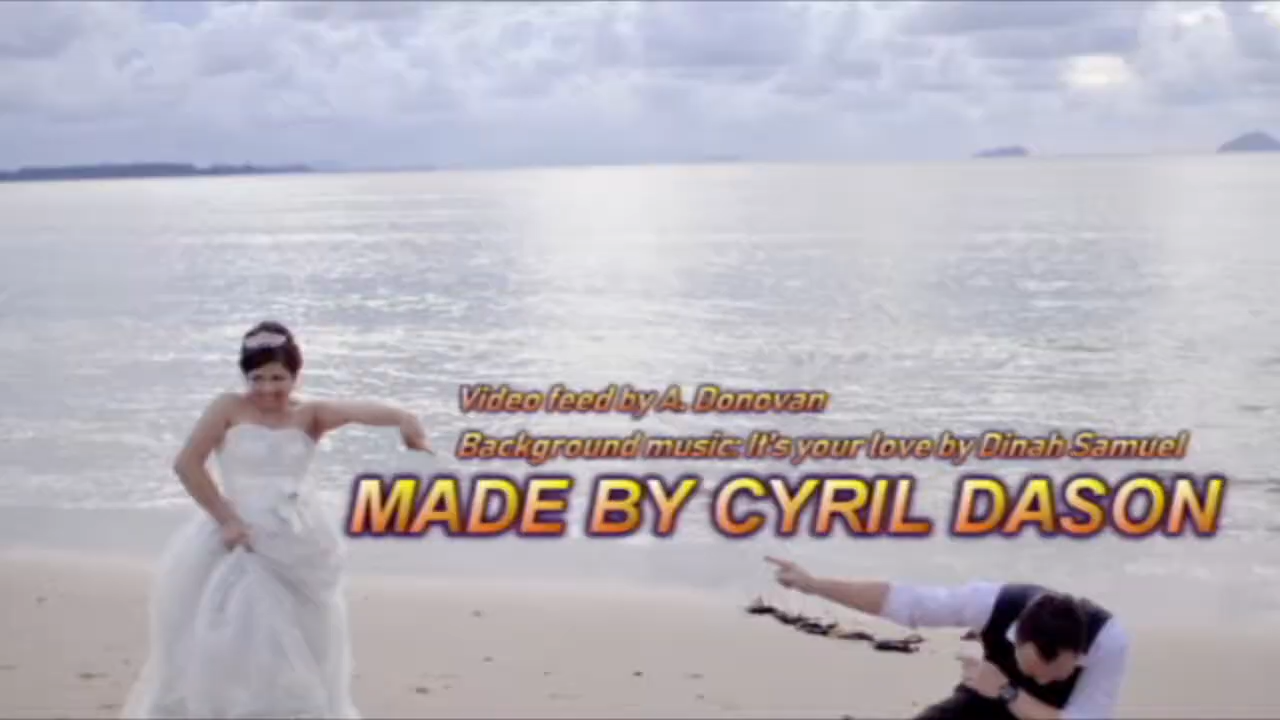 Video feed by A. Donovan
Background music: It's your love by Dinah Samuel
MADE BY CYRIL DASON